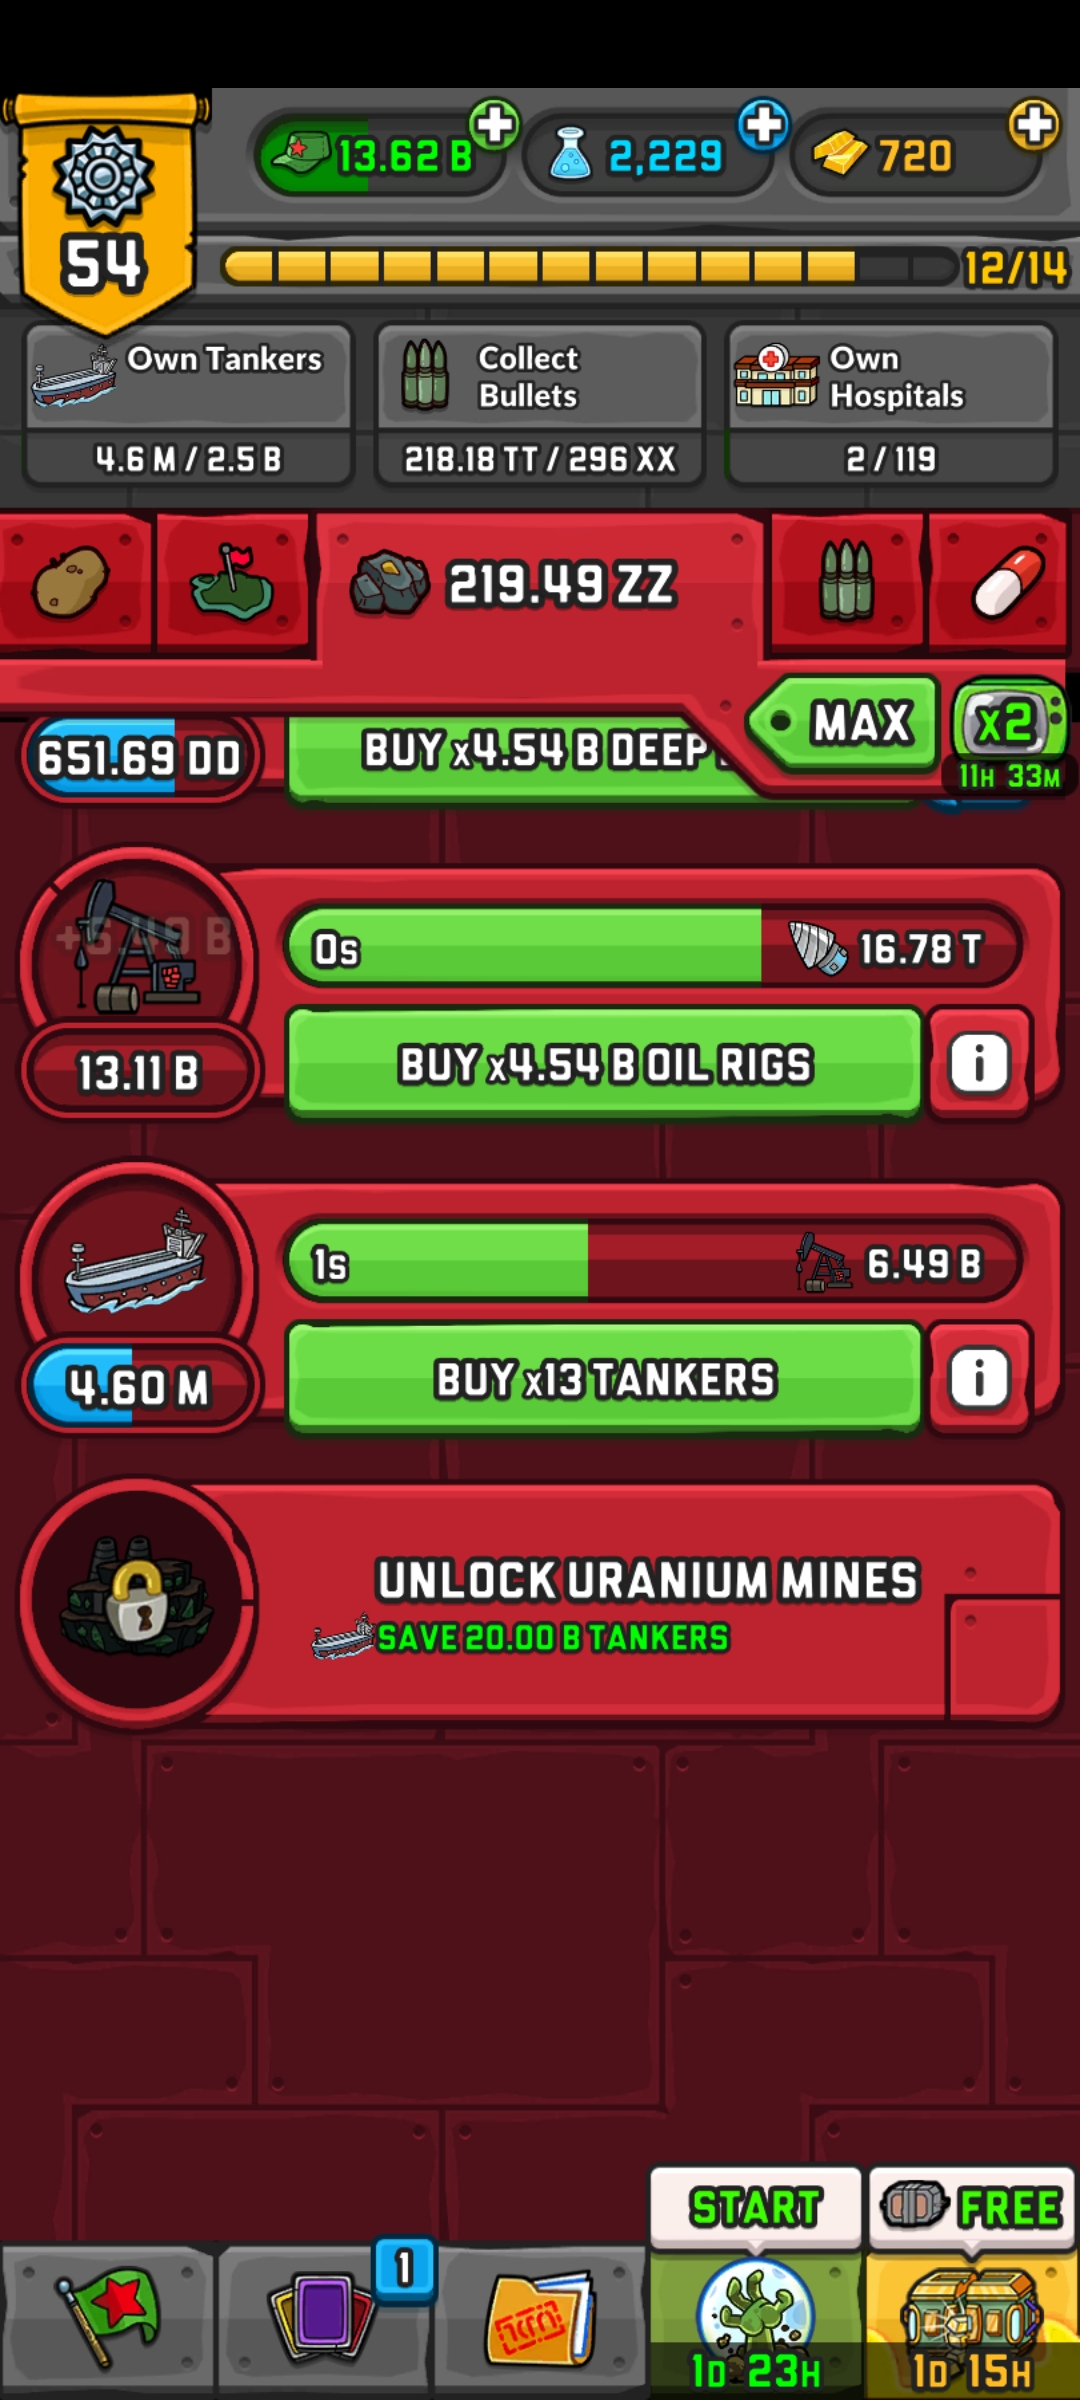 13.62 B
2,229
720
54
12/14
Own Tankers
4.6 M / 2.5 B
Collect
Bullets
218.18 TT / 296 XX
Own
Hospitals
2 / 119
219.49 ZZ
MAX
x2
11H 33M
651.69 DD
BUY x4.54 B DEEP
+6.49 B
0s
16.78 T
13.11 B
BUY x4.54 B OIL RIGS
i
1s
6.49 B
4.60 M
BUY x13 TANKERS
i
UNLOCK URANIUM MINES
SAVE 20.00 B TANKERS
START
FREE
1
1D 23H
1D 15H